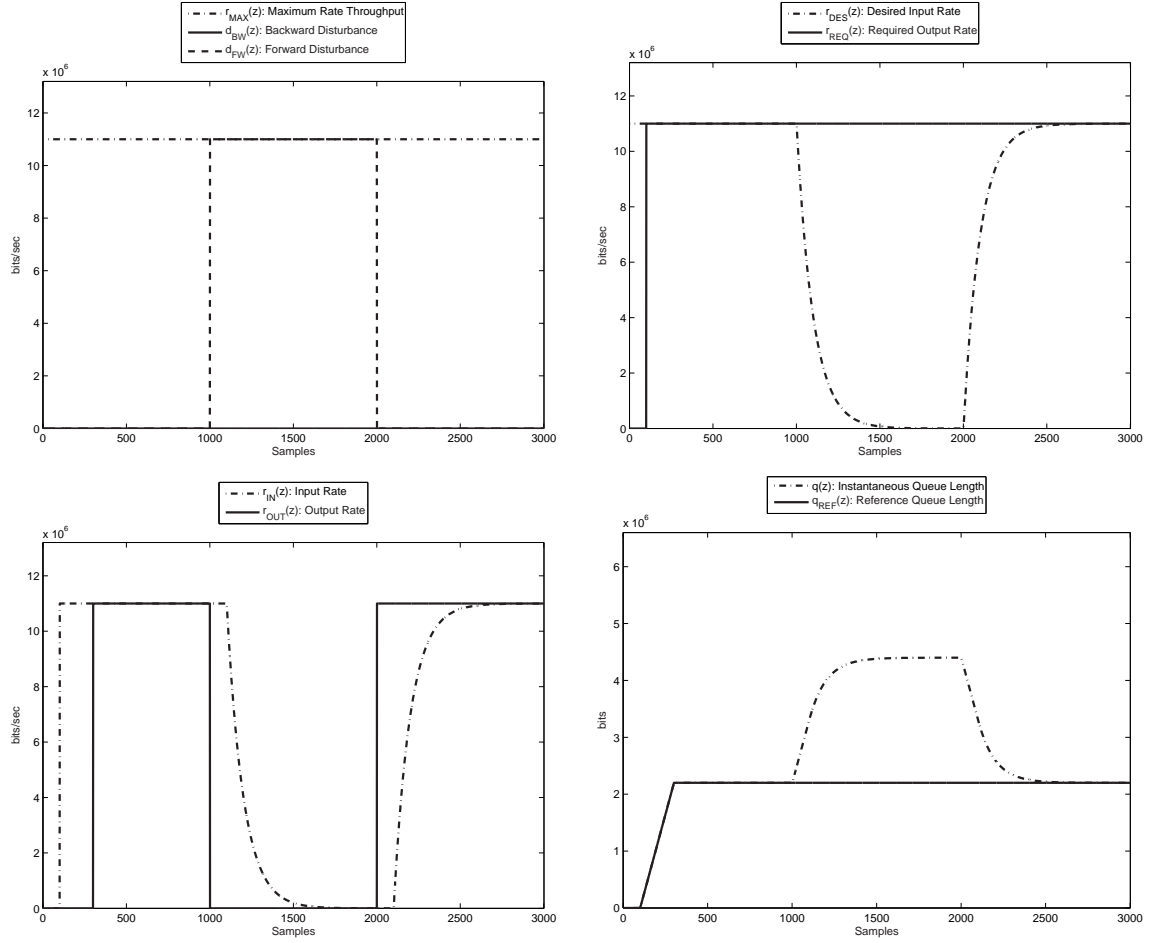 r_MAX(z): Maximum Rate Throughput
d_BW(z): Backward Disturbance
d_FW(z): Forward Disturbance
x 10^6
12
10
8
6
4
2
0
bits/sec
0 500 1000 1500 2000 2500 3000
Samples
r_DES(z): Desired Input Rate
r_REQ(z): Required Output Rate
x 10^6
12
10
8
6
4
2
0
bits/sec
0 500 1000 1500 2000 2500 3000
Samples
r_IN(z): Input Rate
r_OUT(z): Output Rate
x 10^6
12
10
8
6
4
2
0
bits/sec
0 500 1000 1500 2000 2500 3000
Samples
q(z): Instantaneous Queue Length
q_REF(z): Reference Queue Length
x 10^6
6
5
4
3
2
1
0
bits
0 500 1000 1500 2000 2500 3000
Samples